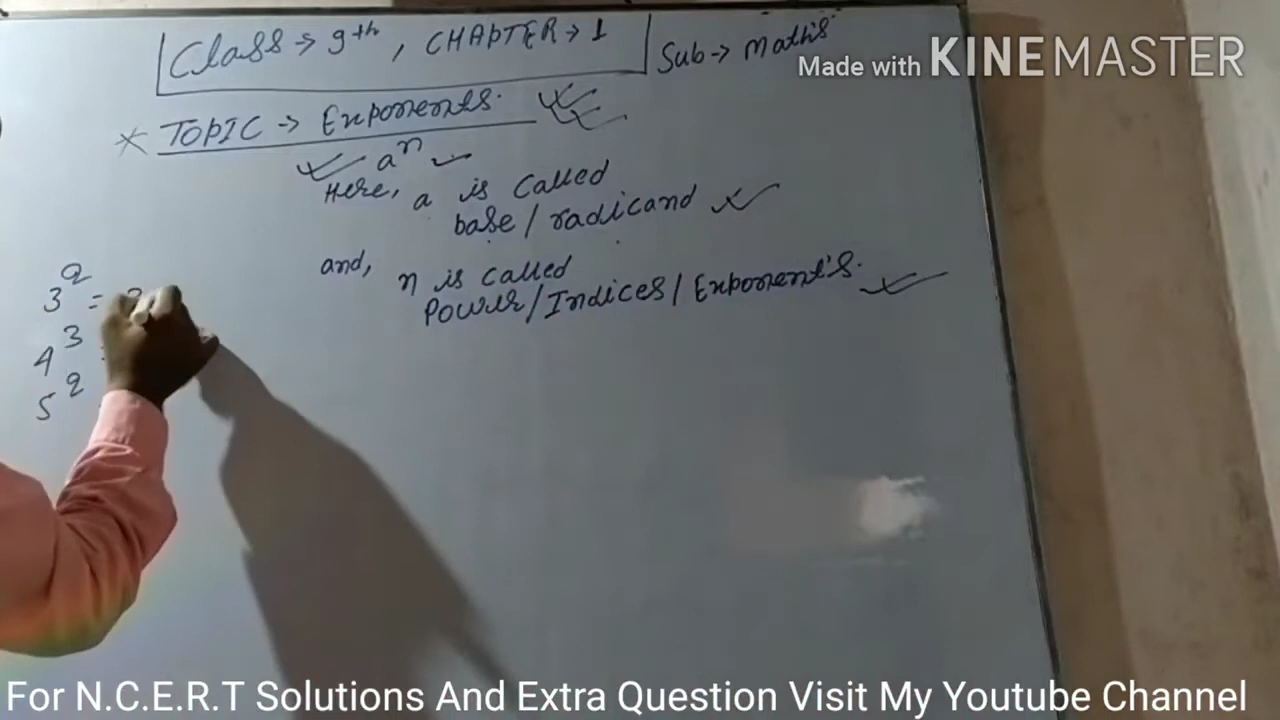 Class → 9th, CHAPTER → 1
Sub → Maths
Made with KINEMASTER
* TOPIC → Exponents.
aⁿ
Here, a is called
base / radicand
and, n is called
Power / Indices / Exponent's.
3² =
4³
5²
For N.C.E.R.T Solutions And Extra Question Visit My Youtube Channel